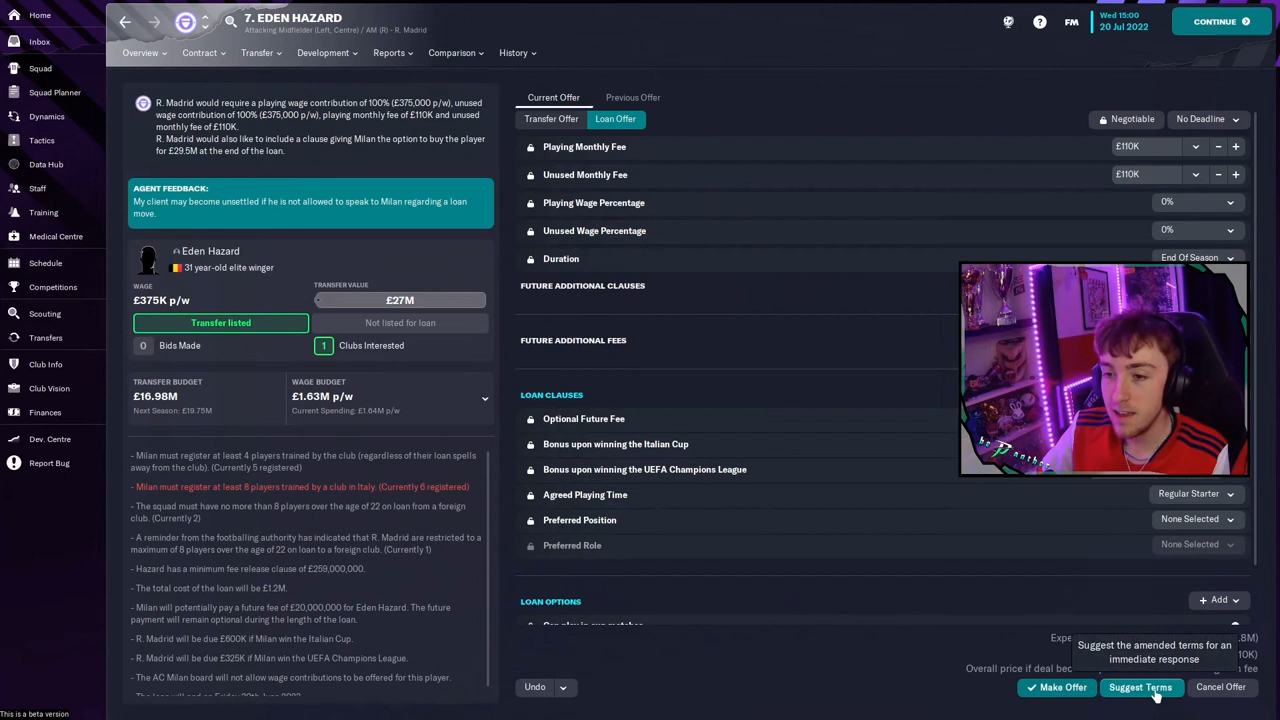 Home
Inbox
Squad
Squad Planner
Dynamics
Tactics
Data Hub
Staff
Training
Medical Centre
Schedule
Competitions
Scouting
Transfers
Club Info
Club Vision
Finances
Dev. Centre
Report Bug
This is a beta version
7. EDEN HAZARD
Attacking Midfielder (Left, Centre) / AM (R) - R. Madrid
FM
Wed 15:00
20 Jul 2022
CONTINUE
Overview
Contract
Transfer
Development
Reports
Comparison
History
R. Madrid would require a playing wage contribution of 100% (£375,000 p/w), unused
wage contribution of 100% (£375,000 p/w), playing monthly fee of £110K and unused
monthly fee of £110K.
R. Madrid would also like to include a clause giving Milan the option to buy the player
for £29.5M at the end of the loan.
AGENT FEEDBACK:
My client may become unsettled if he is not allowed to speak to Milan regarding a loan
move.
Eden Hazard
31 year-old elite winger
WAGE
£375K p/w
TRANSFER VALUE
£27M
Transfer listed
Not listed for loan
0 Bids Made
1 Clubs Interested
TRANSFER BUDGET
£16.98M
Next Season: £19.75M
WAGE BUDGET
£1.63M p/w
Current Spending: £1.64M p/w
- Milan must register at least 4 players trained by the club (regardless of their loan spells
away from the club). (Currently 5 registered)
- Milan must register at least 8 players trained by a club in Italy. (Currently 6 registered)
- The squad must have no more than 8 players over the age of 22 on loan from a foreign
club. (Currently 2)
- A reminder from the footballing authority has indicated that R. Madrid are restricted to a
maximum of 8 players over the age of 22 on loan to a foreign club. (Currently 1)
- Hazard has a minimum fee release clause of £259,000,000.
- The total cost of the loan will be £1.2M.
- Milan will potentially pay a future fee of £20,000,000 for Eden Hazard. The future
payment will remain optional during the length of the loan.
- R. Madrid will be due £600K if Milan win the Italian Cup.
- R. Madrid will be due £325K if Milan win the UEFA Champions League.
- The AC Milan board will not allow wage contributions to be offered for this player.
Current Offer
Previous Offer
Transfer Offer
Loan Offer
Negotiable
No Deadline
Playing Monthly Fee
£110K
Unused Monthly Fee
£110K
Playing Wage Percentage
0%
Unused Wage Percentage
0%
Duration
End Of Season
FUTURE ADDITIONAL CLAUSES
FUTURE ADDITIONAL FEES
LOAN CLAUSES
Optional Future Fee
Bonus upon winning the Italian Cup
Bonus upon winning the UEFA Champions League
Agreed Playing Time
Regular Starter
Preferred Position
None Selected
Preferred Role
None Selected
be
another
LOAN OPTIONS
+ Add
Suggest the amended terms for an
immediate response
Overall price if deal
fee
Undo
Make Offer
Suggest Terms
Cancel Offer